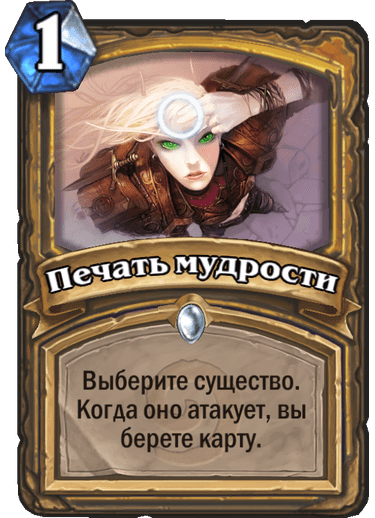 1
Печать мудрости
Выберите существо.
Когда оно атакует, вы
берете карту.